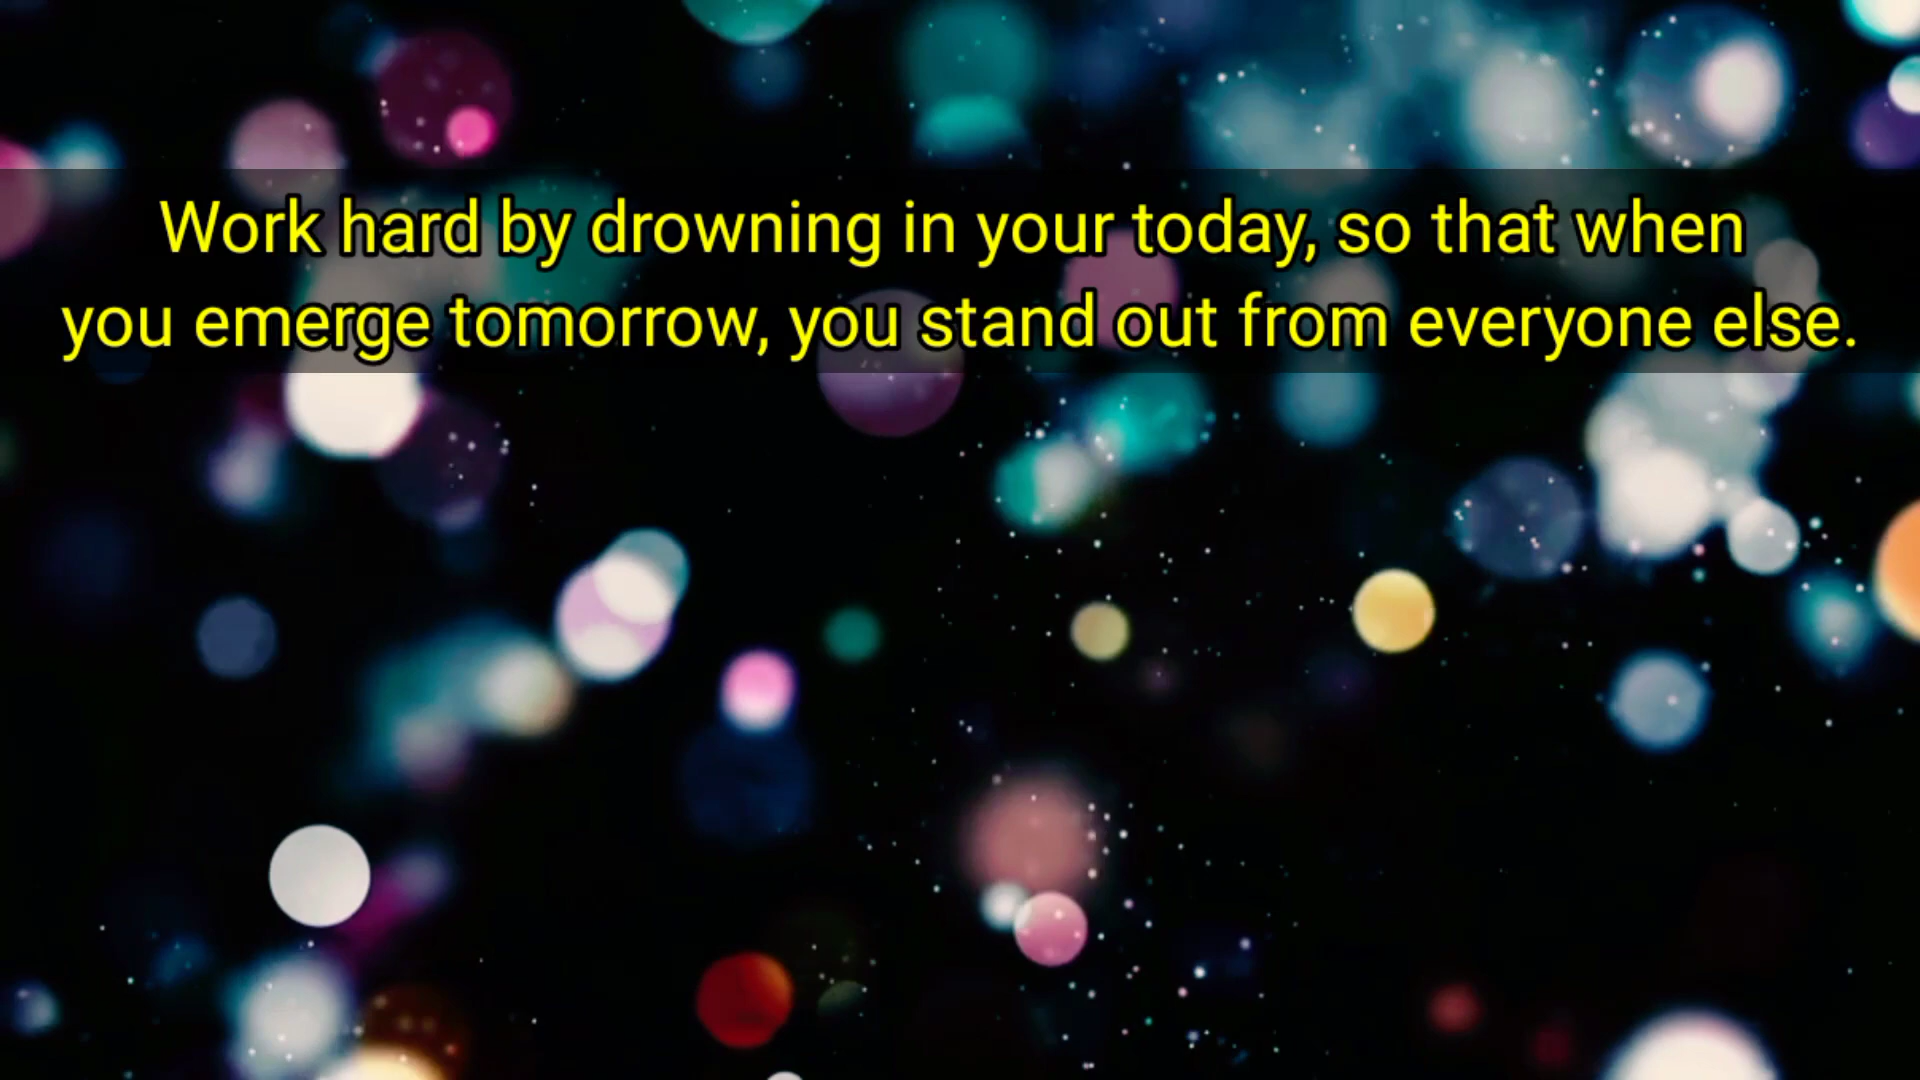 Work hard by drowning in your today, so that when
you emerge tomorrow, you stand out from everyone else.